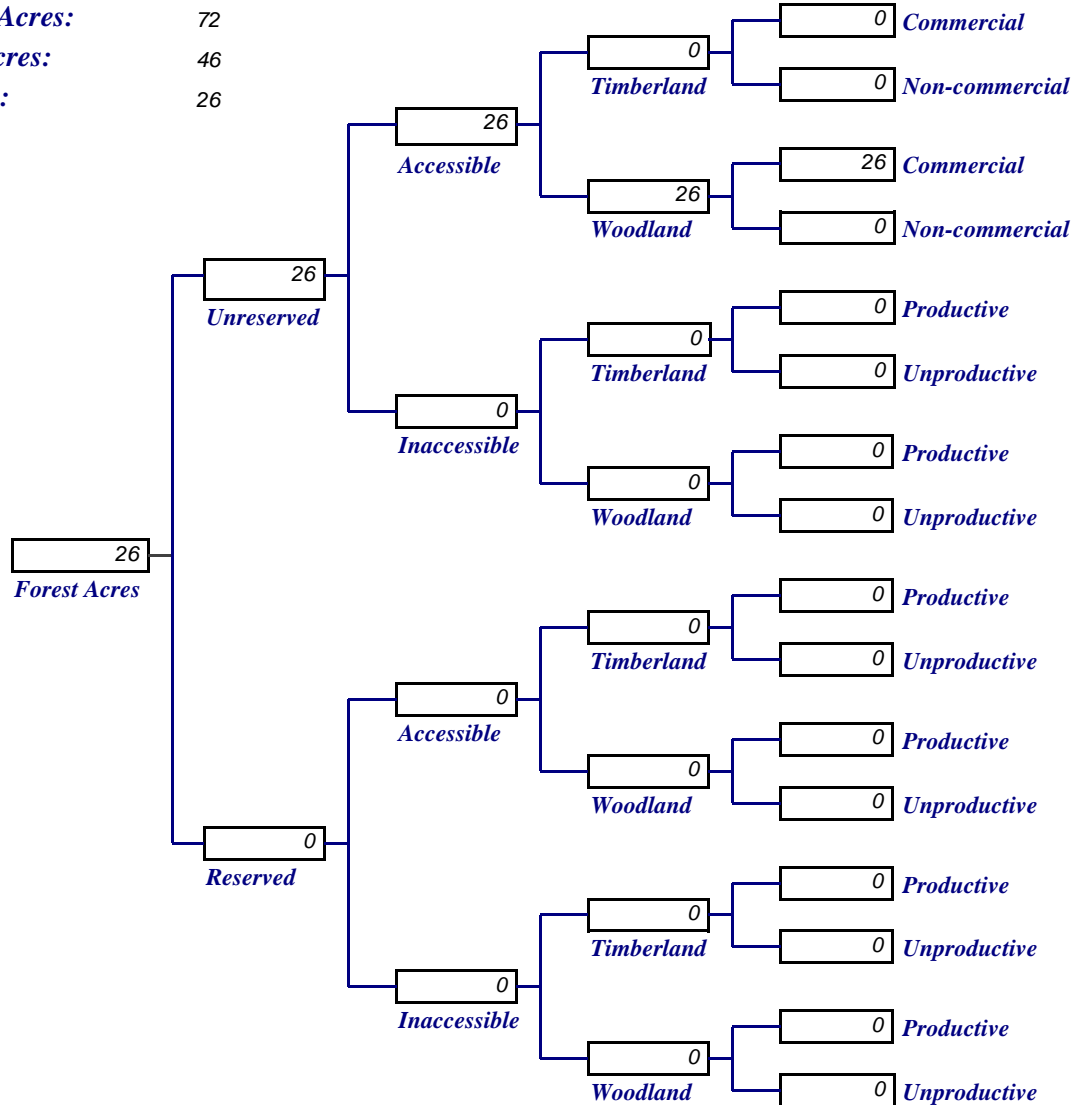 Acres: 72
cres: 46
: 26
0 Commercial
0
Timberland
0 Non-commercial
26
Accessible
26 Commercial
26
Woodland
0 Non-commercial
26
Unreserved
0 Productive
0
Timberland
0 Unproductive
0
Inaccessible
0 Productive
0
Woodland
0 Unproductive
26
Forest Acres
0 Productive
0
Timberland
0 Unproductive
0
Accessible
0 Productive
0
Woodland
0 Unproductive
0
Reserved
0 Productive
0
Timberland
0 Unproductive
0
Inaccessible
0 Productive
0
Woodland
0 Unproductive